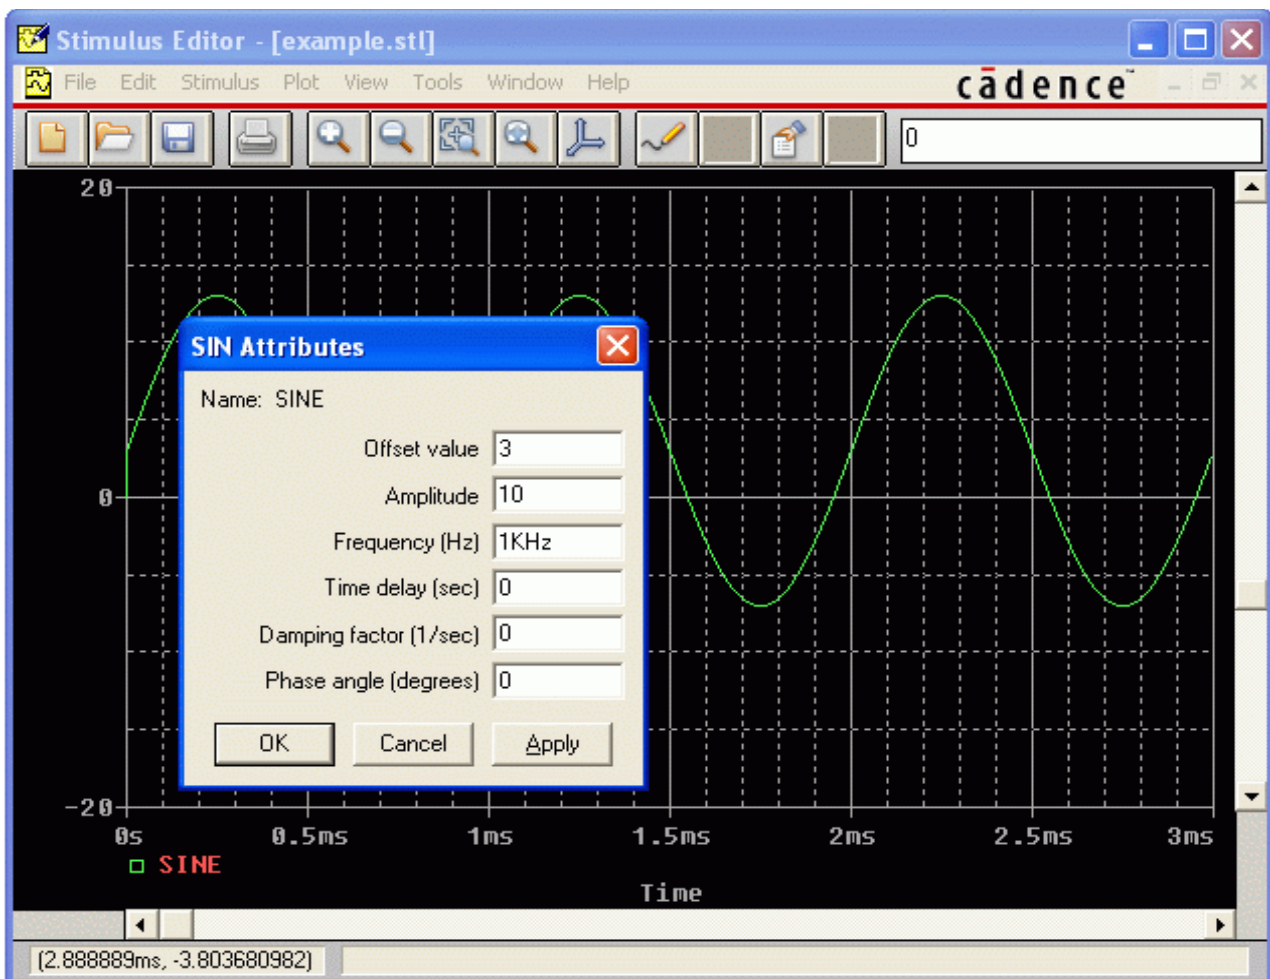 Stimulus Editor - [example.stl]
File Edit Stimulus Plot View Tools Window Help cādence™
0
20
SIN Attributes
Name: SINE
Offset value 3
Amplitude 10
0
Frequency (Hz) 1KHz
Time delay (sec) 0
Damping factor (1/sec) 0
Phase angle (degrees) 0
OK Cancel Apply
-20
0s 0.5ms 1ms 1.5ms 2ms 2.5ms 3ms
SINE
Time
(2.888889ms, -3.803680982)